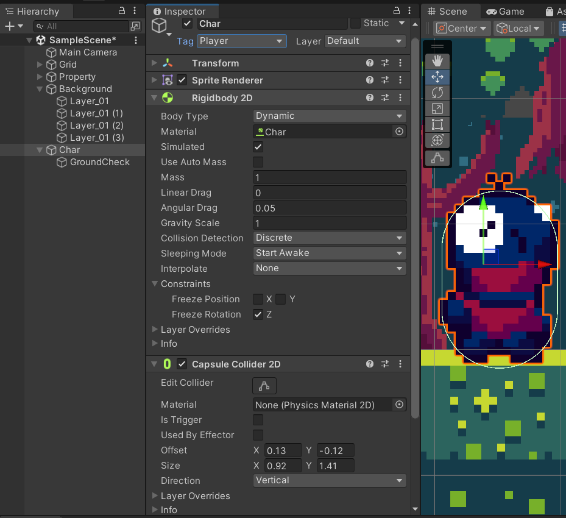 Hierarchy
All
SampleScene*
Main Camera
Grid
Property
Background
Layer_01
Layer_01 (1)
Layer_01 (2)
Layer_01 (3)
Char
GroundCheck
Inspector
Char
Static
Tag Player Layer Default
Transform
Sprite Renderer
Rigidbody 2D
Body Type Dynamic
Material Char
Simulated
Use Auto Mass
Mass 1
Linear Drag 0
Angular Drag 0.05
Gravity Scale 1
Collision Detection Discrete
Sleeping Mode Start Awake
Interpolate None
Constraints
Freeze Position X Y
Freeze Rotation Z
Layer Overrides
Info
Capsule Collider 2D
Edit Collider
Material None (Physics Material 2D)
Is Trigger
Used By Effector
Offset X 0.13 Y -0.12
Size X 0.92 Y 1.41
Direction Vertical
Layer Overrides
Info
Scene Game As
Center Local